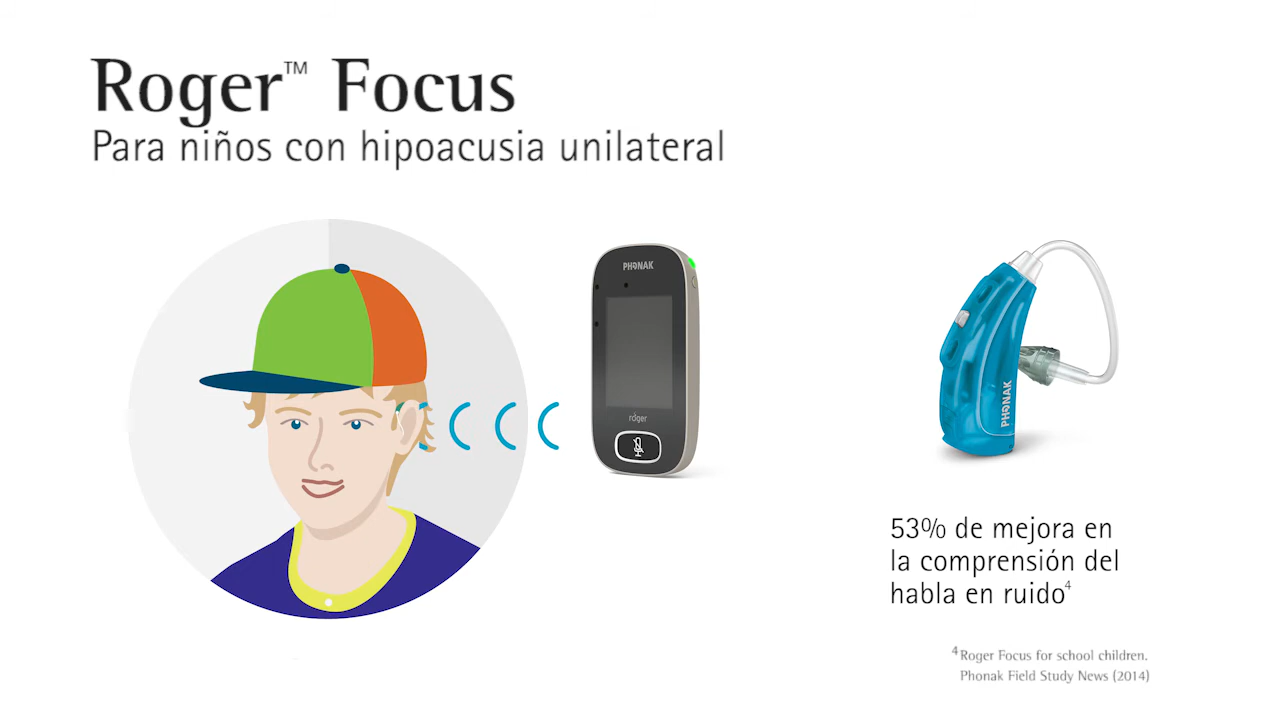 Roger™ Focus
Para niños con hipoacusia unilateral
PHONAK
roger
PHONAK
53% de mejora en
la comprensión del
habla en ruido⁴
⁴Roger Focus for school children.
Phonak Field Study News (2014)